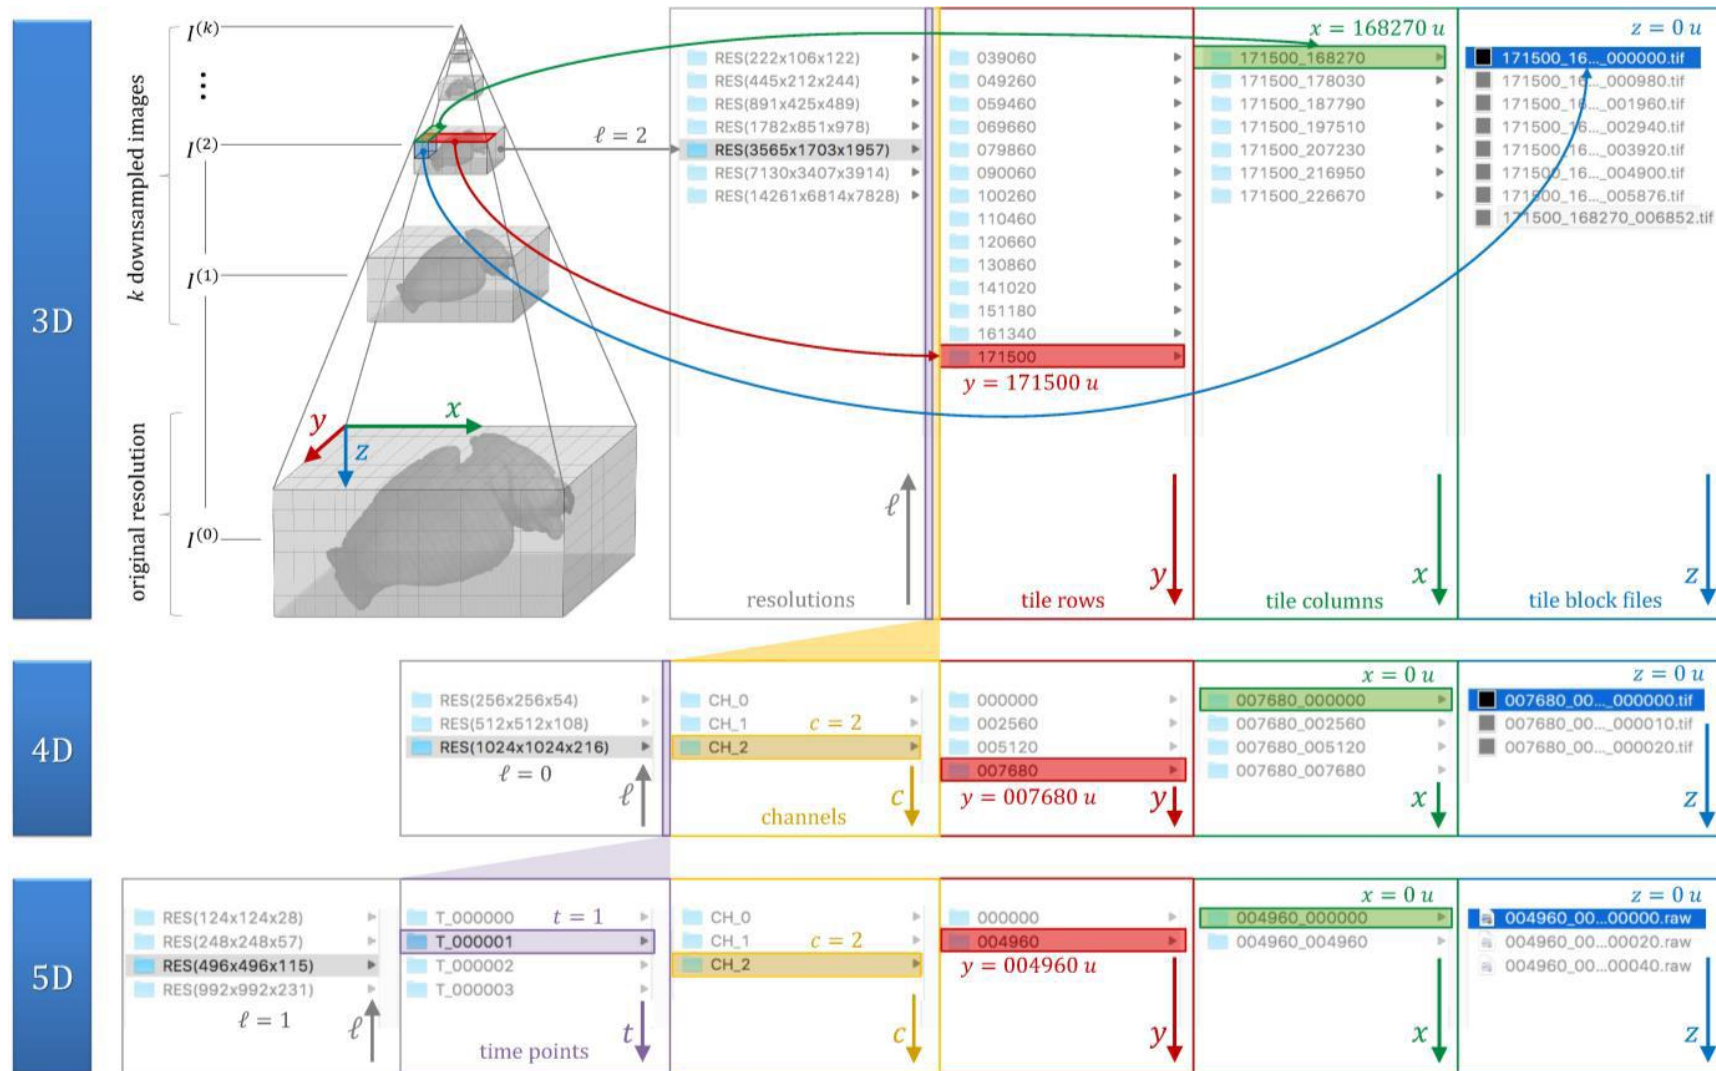 3D
k downsampled images
original resolution
I^(k)
⋮
I^(2)
I^(1)
I^(0)
x
y
z
ℓ = 2
RES(222x106x122)
RES(445x212x244)
RES(891x425x489)
RES(1782x851x978)
RES(3565x1703x1957)
RES(7130x3407x3914)
RES(14261x6814x7828)
ℓ
resolutions
039060
049260
059460
069660
079860
090060
100260
110460
120660
130860
141020
151180
161340
171500
y = 171500 u
y
tile rows
x = 168270 u
171500_168270
171500_178030
171500_187790
171500_197510
171500_207230
171500_216950
171500_226670
x
tile columns
z = 0 u
171500_16..._000000.tif
171500_16..._000980.tif
171500_16..._001960.tif
171500_16..._002940.tif
171500_16..._003920.tif
171500_16..._004900.tif
171500_16..._005876.tif
171500_168270_006852.tif
z
tile block files
4D
RES(256x256x54)
RES(512x512x108)
RES(1024x1024x216)
ℓ = 0
ℓ
CH_0
CH_1
c = 2
CH_2
c
channels
000000
002560
005120
007680
y = 007680 u
y
x = 0 u
007680_000000
007680_002560
007680_005120
007680_007680
x
z = 0 u
007680_00..._000000.tif
007680_00..._000010.tif
007680_00..._000020.tif
z
5D
RES(124x124x28)
RES(248x248x57)
RES(496x496x115)
RES(992x992x231)
ℓ = 1
ℓ
T_000000
t = 1
T_000001
T_000002
T_000003
t
time points
CH_0
CH_1
c = 2
CH_2
c
000000
004960
y = 004960 u
y
x = 0 u
004960_000000
004960_004960
x
z = 0 u
004960_00...00000.raw
004960_00...00020.raw
004960_00...00040.raw
z